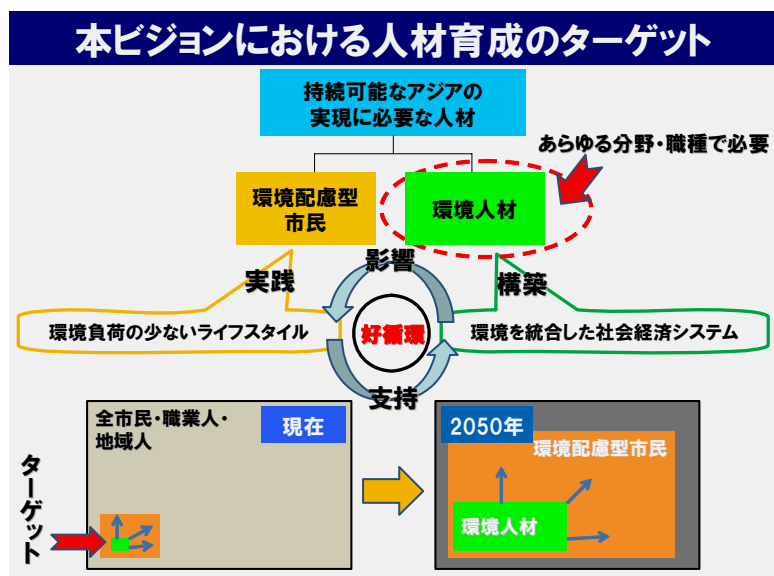 本ビジョンにおける人材育成のターゲット
持続可能なアジアの
実現に必要な人材
あらゆる分野・職種で必要
環境配慮型
市民
環境人材
影響
実践
構築
環境負荷の少ないライフスタイル
好循環
環境を統合した社会経済システム
支持
全市民・職業人・
地域人
現在
ターゲット
2050年
環境配慮型市民
環境人材